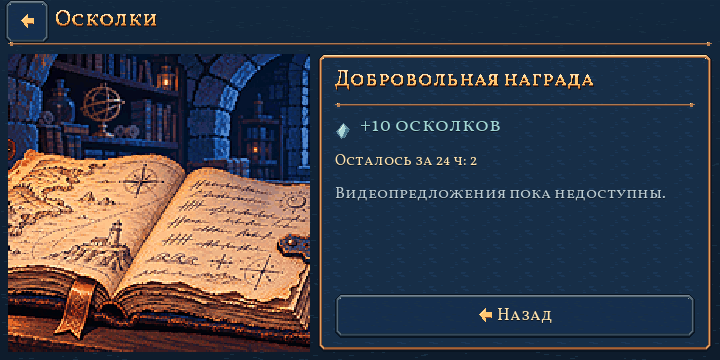 Осколки
Добровольная награда
+10 осколков
Осталось за 24 ч: 2
Видеопредложения пока недоступны.
Назад